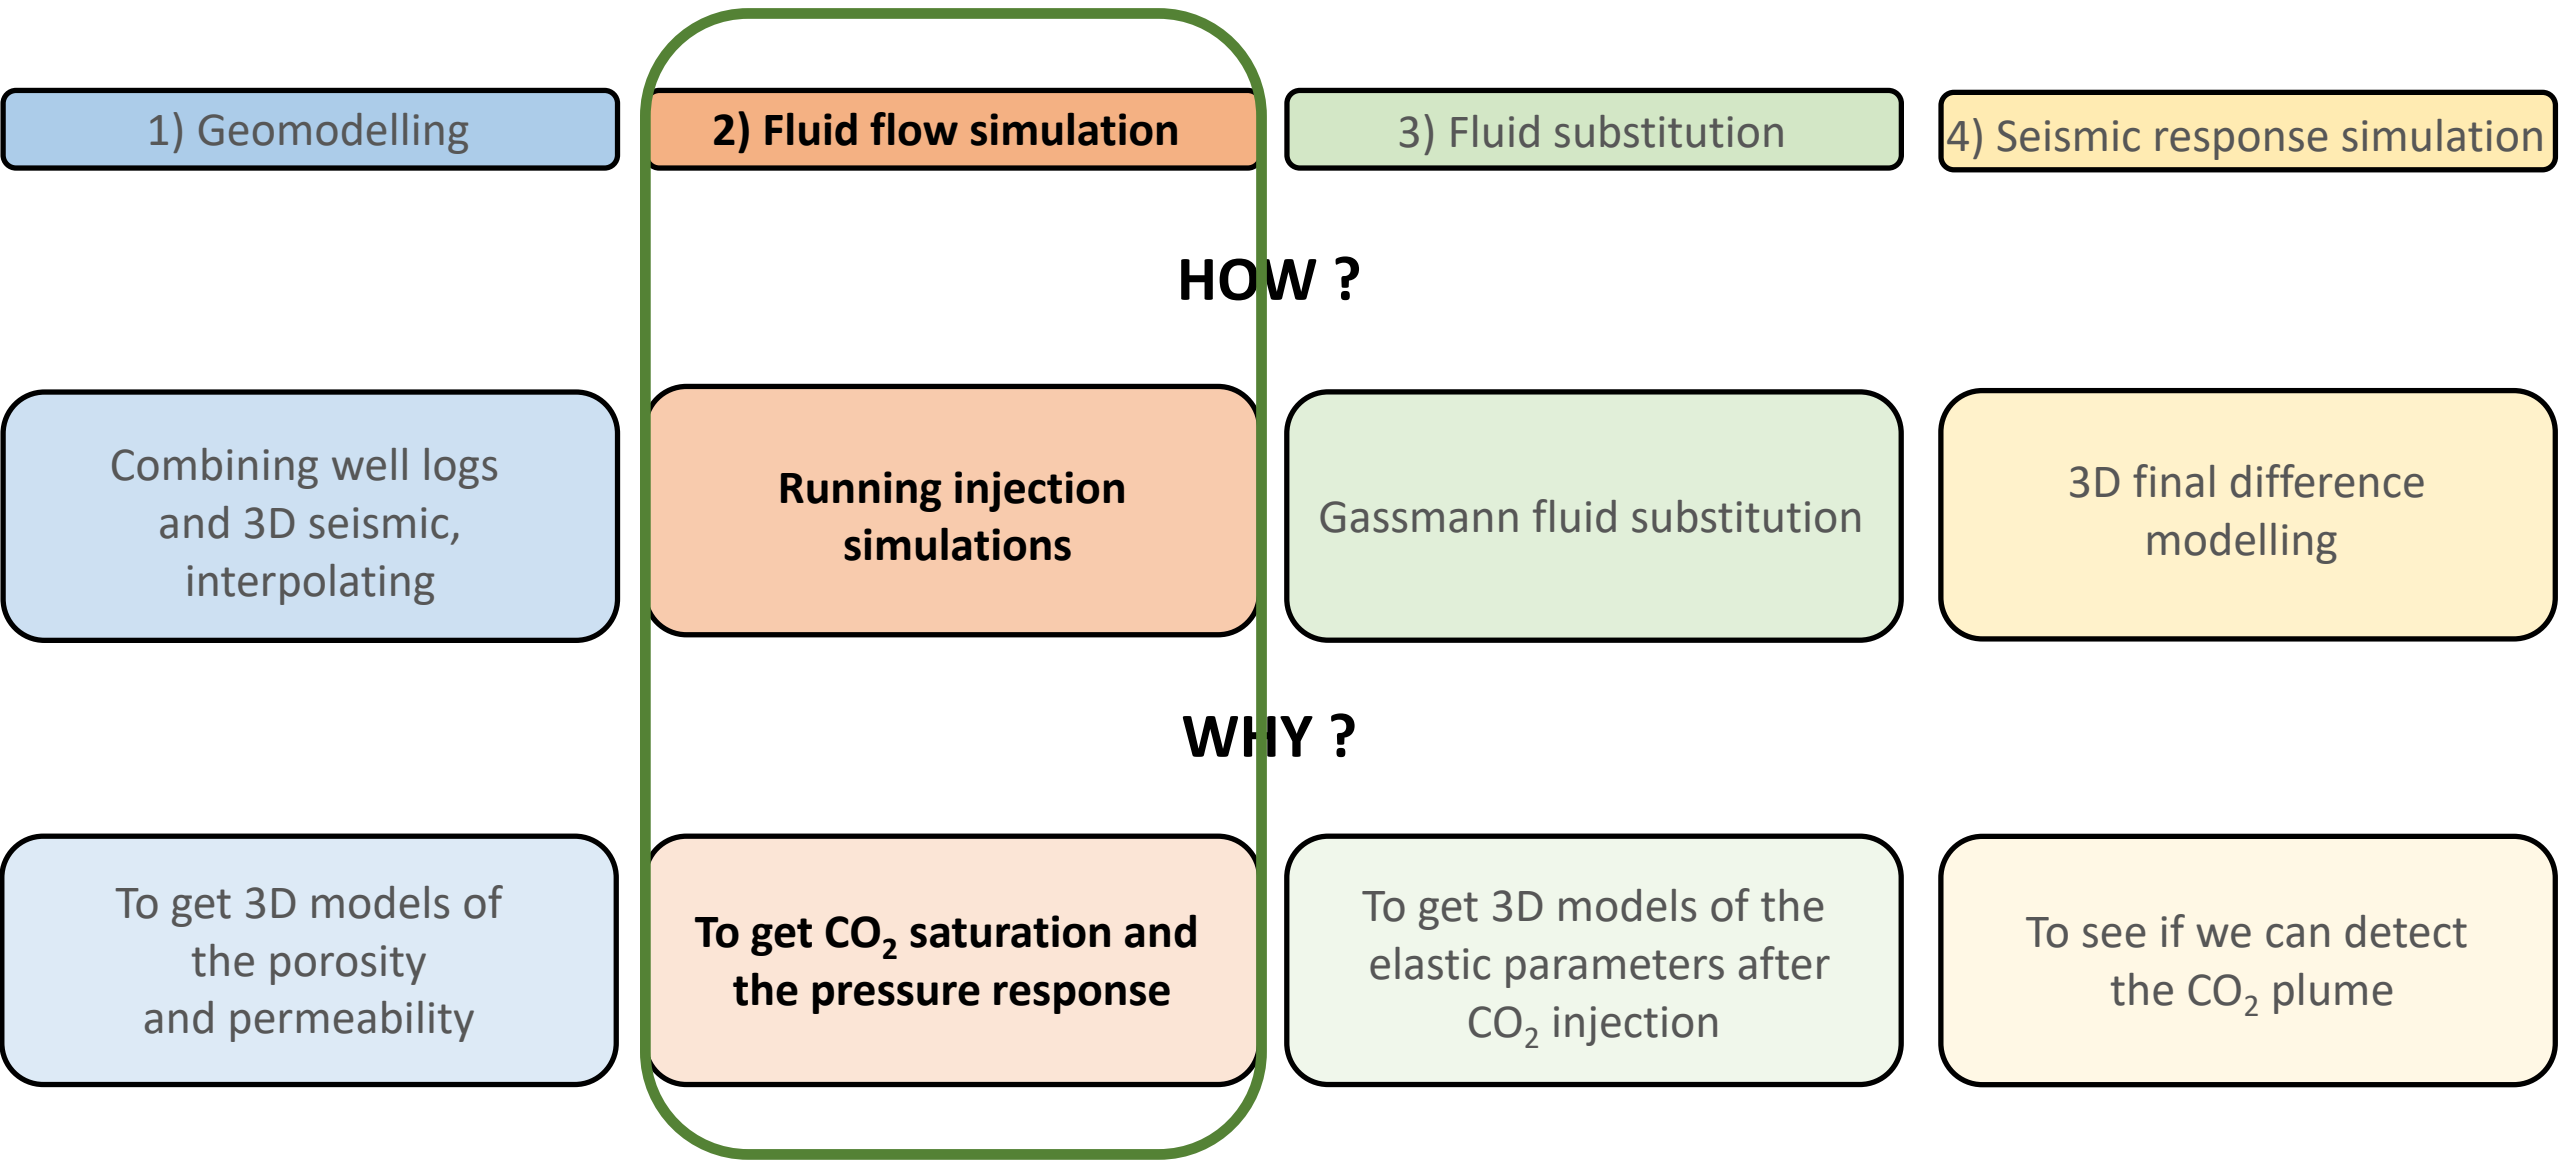 1) Geomodelling
2) Fluid flow simulation
3) Fluid substitution
4) Seismic response simulation
HOW ?
Combining well logs
and 3D seismic,
interpolating
Running injection
simulations
Gassmann fluid substitution
3D final difference
modelling
WHY ?
To get 3D models of
the porosity
and permeability
To get CO₂ saturation and
the pressure response
To get 3D models of the
elastic parameters after
CO₂ injection
To see if we can detect
the CO₂ plume